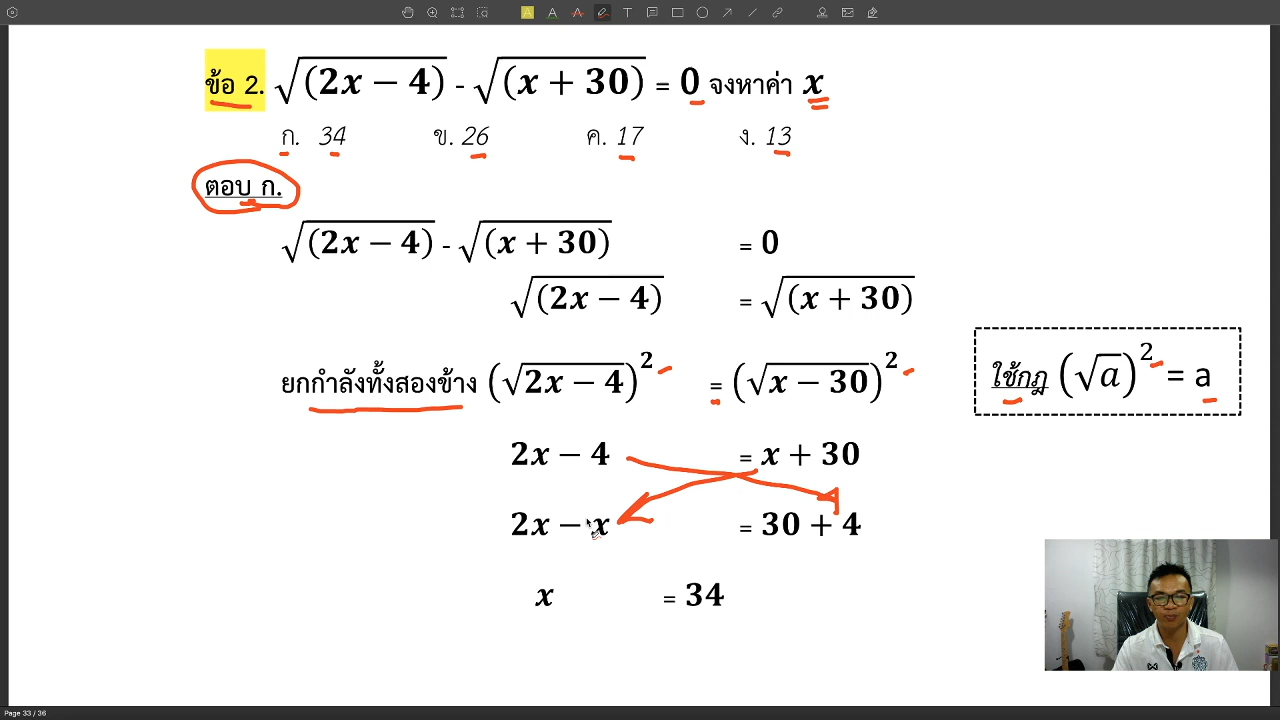 ข้อ 2. √(2x − 4) - √(x + 30) = 0 จงหาค่า x
ก. 34 ข. 26 ค. 17 ง. 13
ตอบ ก.
√(2x − 4) - √(x + 30) = 0
√(2x − 4) = √(x + 30)
ยกกำลังทั้งสองข้าง (√2x − 4)² = (√x − 30)²
ใช้กฎ (√a)² = a
2x − 4 = x + 30
2x − x = 30 + 4
x = 34
Page 33 / 36